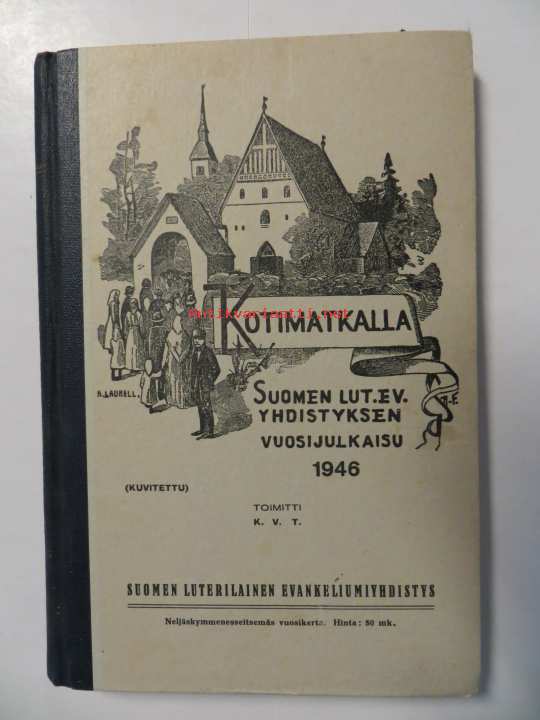 KOTIMATKALLA
antikvariaatti.net
SUOMEN LUT.EV.
YHDISTYKSEN
VUOSIJULKAISU
1946
A.LAURELL.
(KUVITETTU)
TOIMITTI
K. V. T.
SUOMEN LUTERILAINEN EVANKELIUMIYHDISTYS
Neljäskymmenesseitsemäs vuosikerta. Hinta: 80 mk.